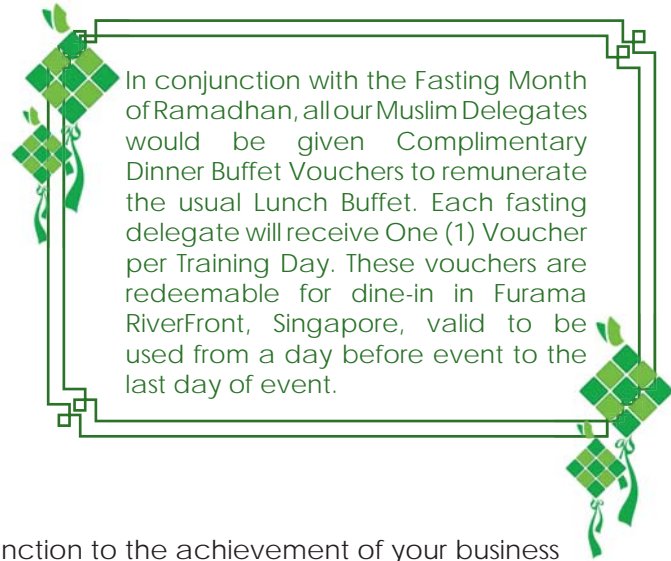 In conjunction with the Fasting Month
of Ramadhan, all our Muslim Delegates
would be given Complimentary
Dinner Buffet Vouchers to remunerate
the usual Lunch Buffet. Each fasting
delegate will receive One (1) Voucher
per Training Day. These vouchers are
redeemable for dine-in in Furama
RiverFront, Singapore, valid to be
used from a day before event to the
last day of event.
nction to the achievement of your business